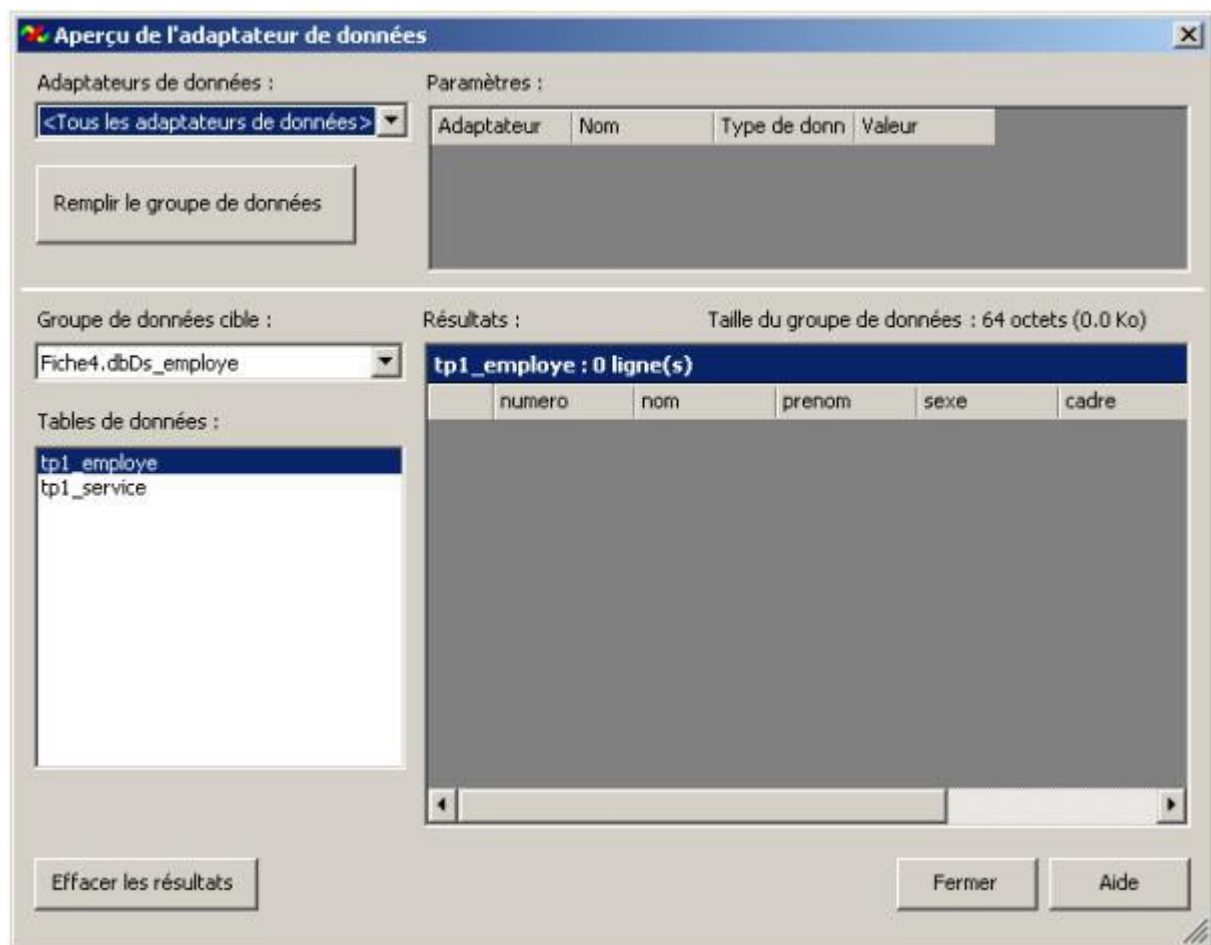 Aperçu de l'adaptateur de données
Adaptateurs de données :
<Tous les adaptateurs de données>
Remplir le groupe de données
Paramètres :
Adaptateur Nom Type de donn Valeur
Groupe de données cible :
Fiche4.dbDs_employe
Tables de données :
tp1_employe
tp1_service
Résultats : Taille du groupe de données : 64 octets (0.0 Ko)
tp1_employe : 0 ligne(s)
numero nom prenom sexe cadre
Effacer les résultats
Fermer
Aide